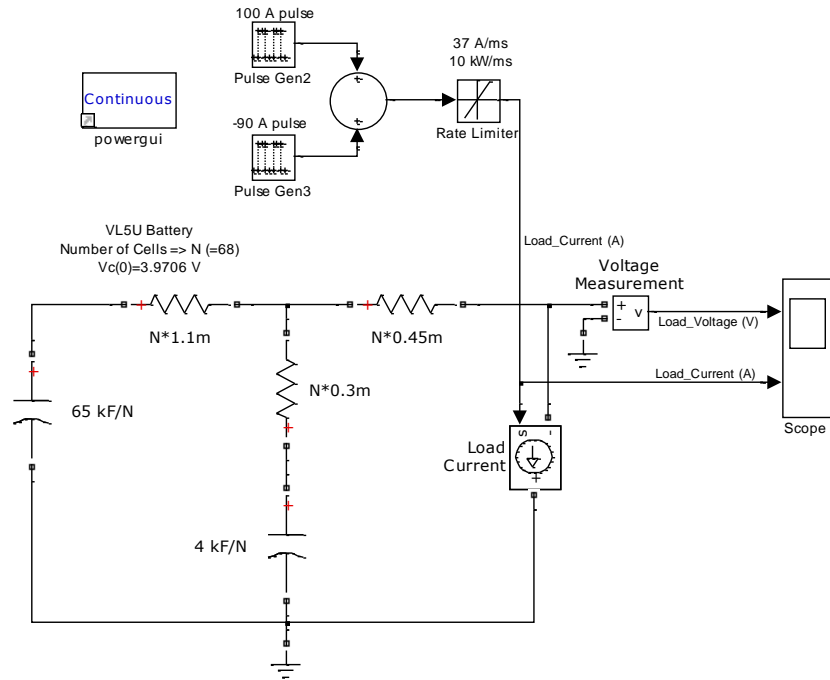 100 A pulse
Pulse Gen2
37 A/ms
10 kW/ms
Rate Limiter
Continuous
powergui
-90 A pulse
Pulse Gen3
VL5U Battery
Number of Cells => N (=68)
Vc(0)=3.9706 V
Load_Current (A)
Voltage
Measurement
+
-
v
Load_Voltage (V)
N*1.1m
N*0.45m
Load_Current (A)
Scope
N*0.3m
65 kF/N
Load
Current
s
-
+
4 kF/N